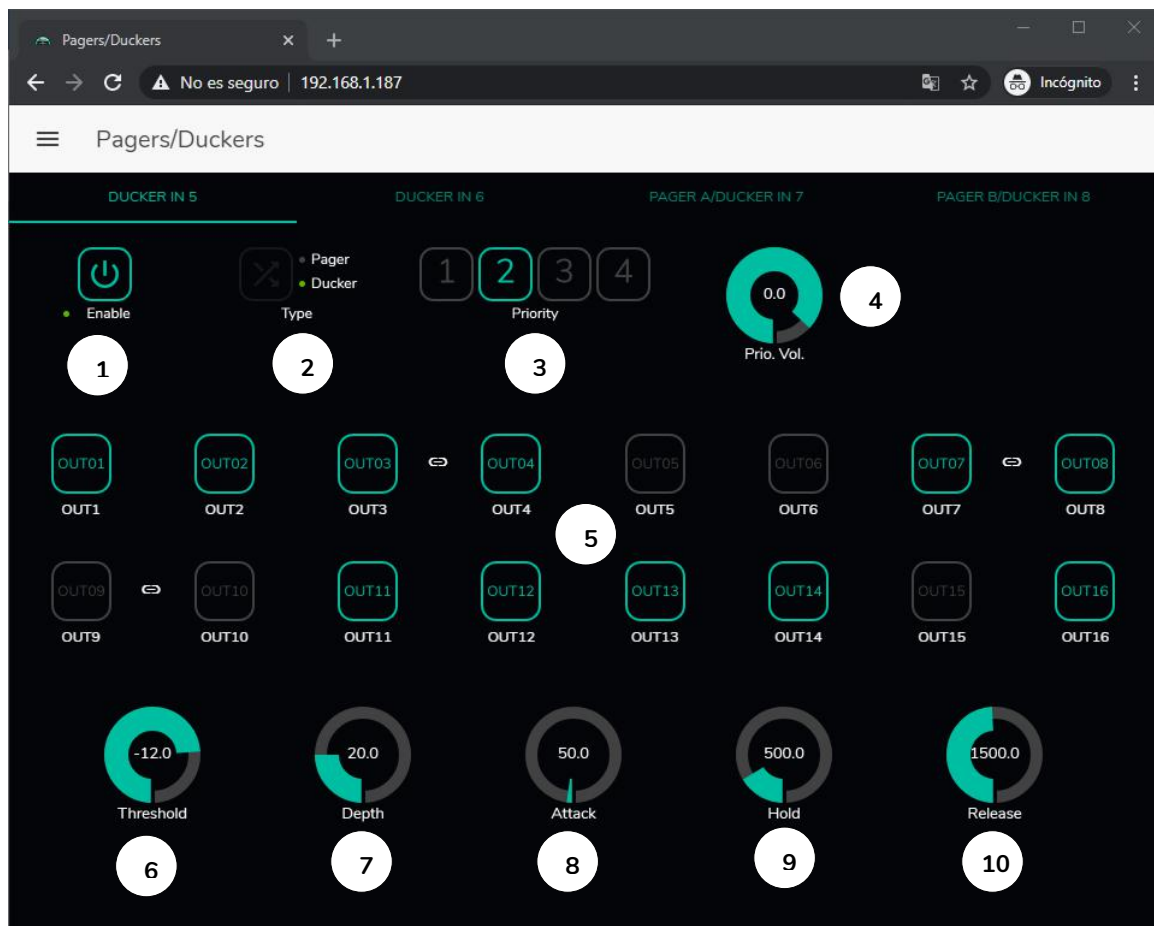 Pagers/Duckers
No es seguro 192.168.1.187 Incógnito
Pagers/Duckers
DUCKER IN 5 DUCKER IN 6 PAGER A/DUCKER IN 7 PAGER B/DUCKER IN 8
Pager
Ducker
1 2 3 4
0.0
Enable Type Priority
Prio. Vol.
4
1 2 3
OUT01 OUT02 OUT03 OUT04 OUT05 OUT06 OUT07 OUT08
OUT1 OUT2 OUT3 OUT4 OUT5 OUT6 OUT7 OUT8
5
OUT09 OUT10 OUT11 OUT12 OUT13 OUT14 OUT15 OUT16
OUT9 OUT10 OUT11 OUT12 OUT13 OUT14 OUT15 OUT16
-12.0 20.0 50.0 500.0 1500.0
Threshold Depth Attack Hold Release
6 7 8 9 10